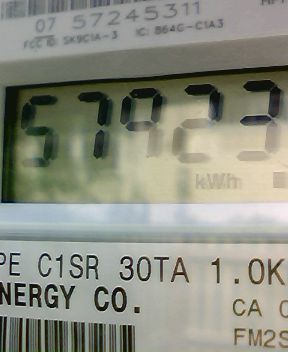 07 57245311
FCC ID: SK9C1A-3 IC: 864G-C1A3
57923
kWh
PE C1SR 30TA 1.0K
NERGY CO.
CA 0
FM2S